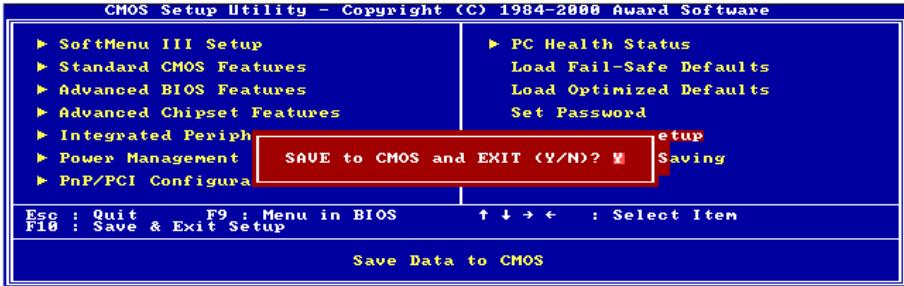 CMOS Setup Utility - Copyright (C) 1984-2000 Award Software
► SoftMenu III Setup
► Standard CMOS Features
► Advanced BIOS Features
► Advanced Chipset Features
► Integrated Periph
► Power Management
► PnP/PCI Configura
► PC Health Status
Load Fail-Safe Defaults
Load Optimized Defaults
Set Password
etup
Saving
SAVE to CMOS and EXIT (Y/N)? Y
Esc : Quit F9 : Menu in BIOS ↑ ↓ → ← : Select Item
F10 : Save & Exit Setup
Save Data to CMOS